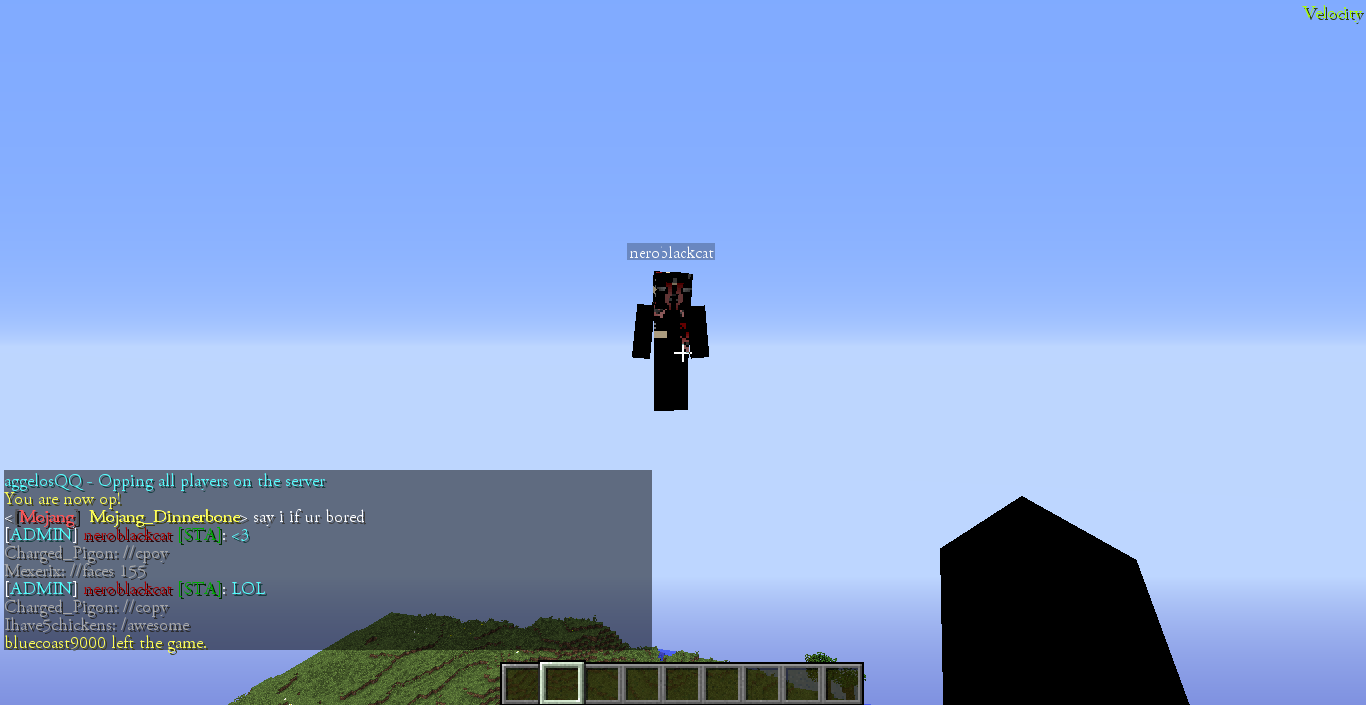 Velocity
neroblackcat
aggelosQQ - Opping all players on the server
You are now op!
< [Mojang] Mojang_Dinnerbone> say i if ur bored
[ADMIN] neroblackcat [STA]: <3
Charged_Pigon: //cpoy
Mexerix: //faces 155
[ADMIN] neroblackcat [STA]: LOL
Charged_Pigon: //copy
Ihave5chickens: /awesome
bluecoast9000 left the game.